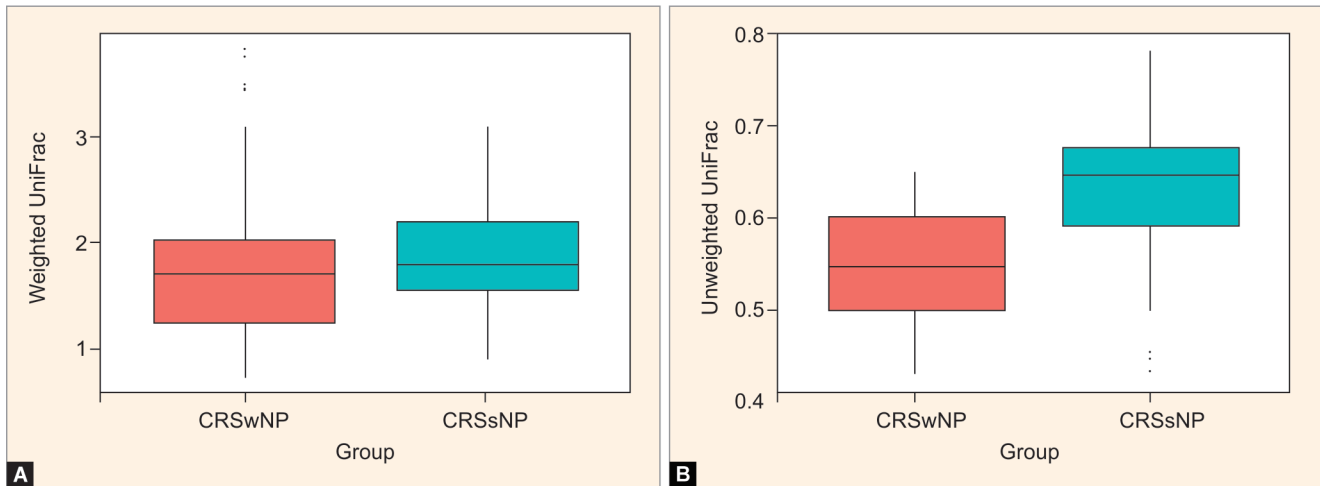 Weighted UniFrac
3
2
1
CRSwNP
CRSsNP
Group
A
Unweighted UniFrac
0.8
0.7
0.6
0.5
0.4
CRSwNP
CRSsNP
Group
B